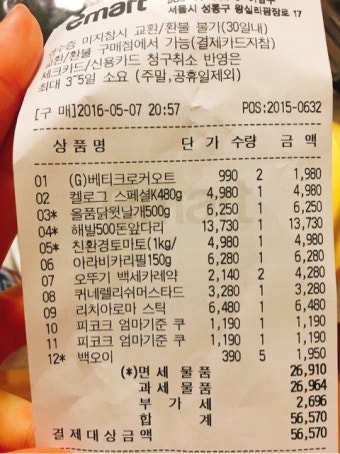 emart
서울시 성동구 왕십리광장로 17
영수증 미지참시 교환/환불 불가(30일내)
교환/환불 구매점에서 가능(결제카드지참)
체크카드/신용카드 청구취소 반영은
최대 3~5일 소요 (주말,공휴일제외)
[구 매]2016-05-07 20:57 POS:2015-0632
상품명 단 가 수량 금 액
01 (G)베티크로커오트 990 2 1,980
02 켈로그 스페셜K480g 4,980 1 4,980
03* 올품닭윗날개500g 6,250 1 6,250
04* 해발500돈앞다리 13,730 1 13,730
05* 친환경토마토(1kg/ 4,980 1 4,980
06 아라비카리필150g 6,280 1 6,280
07 오뚜기 백세카레약 2,140 2 4,280
08 커네렐리쉬머스타드 3,280 1 3,280
09 리치아로마 스틱 6,480 1 6,480
10 피코크 엄마기준 쿠 1,190 1 1,190
11 피코크 엄마기준 쿠 1,190 1 1,190
12* 백오이 390 5 1,950
(*)면 세 물 품 26,910
과 세 물 품 26,964
부 가 세 2,696
합 계 56,570
결 제 대 상 금 액 56,570